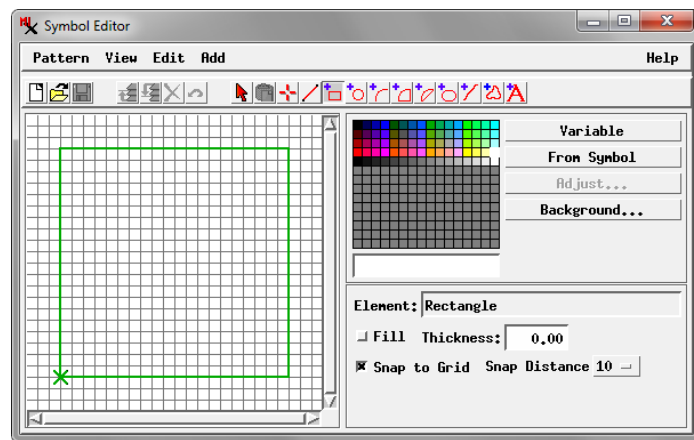 Symbol Editor
Pattern View Edit Add Help
Variable
From Symbol
Adjust...
Background...
Element: Rectangle
Fill Thickness: 0.00
Snap to Grid Snap Distance 10